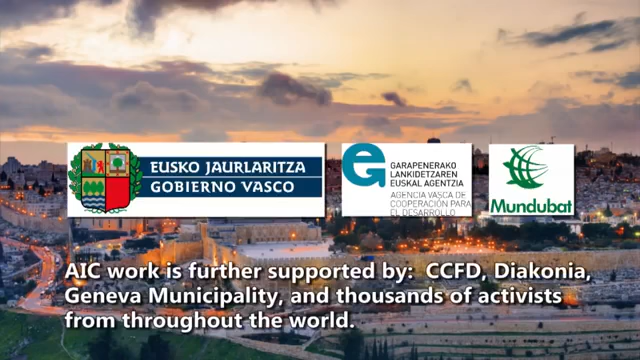 EUSKO JAURLARITZA
GOBIERNO VASCO
GARAPENERAKO
LANKIDETZAREN
EUSKAL AGENTZIA
AGENCIA VASCA DE
COOPERACIÓN PARA
EL DESARROLLO
Mundubat
AIC work is further supported by: CCFD, Diakonia,
Geneva Municipality, and thousands of activists
from throughout the world.